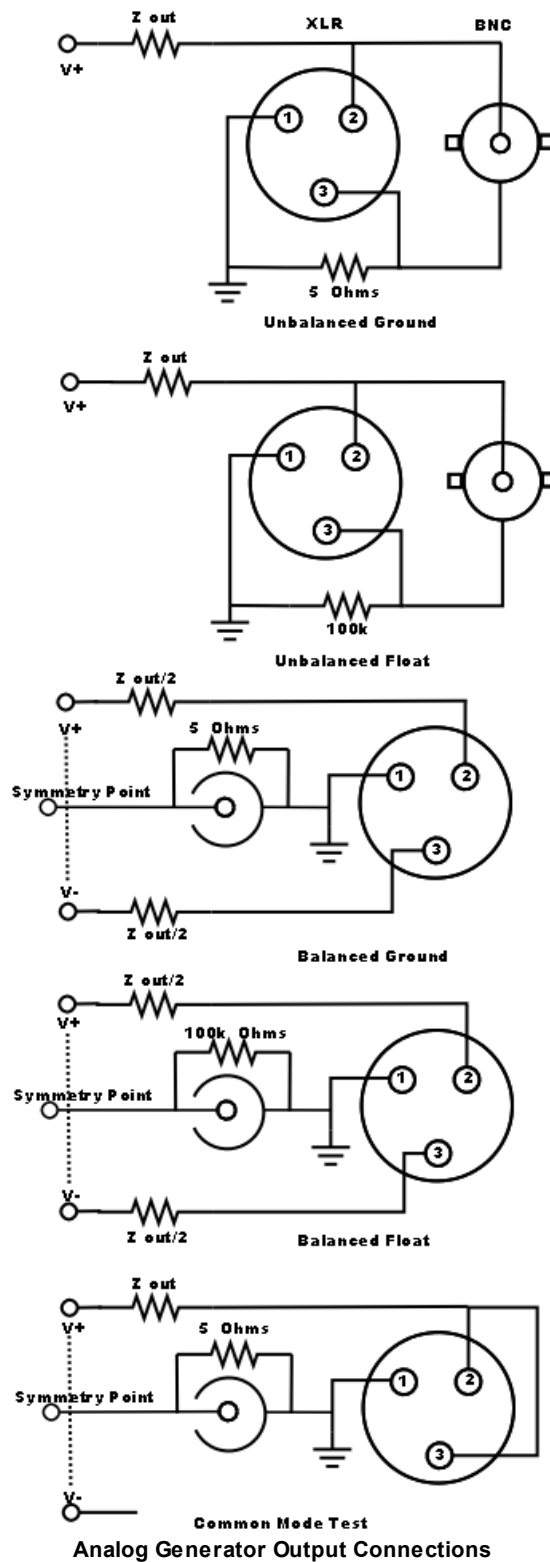 Z out
XLR
BNC
V+
1
2
3
5 Ohms
Unbalanced Ground
Z out
V+
1
2
3
100k
Unbalanced Float
Z out/2
V+
5 Ohms
1
2
Symmetry Point
3
V-
Z out/2
Balanced Ground
Z out/2
V+
100k Ohms
1
2
Symmetry Point
3
V-
Z out/2
Balanced Float
Z out
V+
5 Ohms
1
2
Symmetry Point
3
V-
Common Mode Test
Analog Generator Output Connections